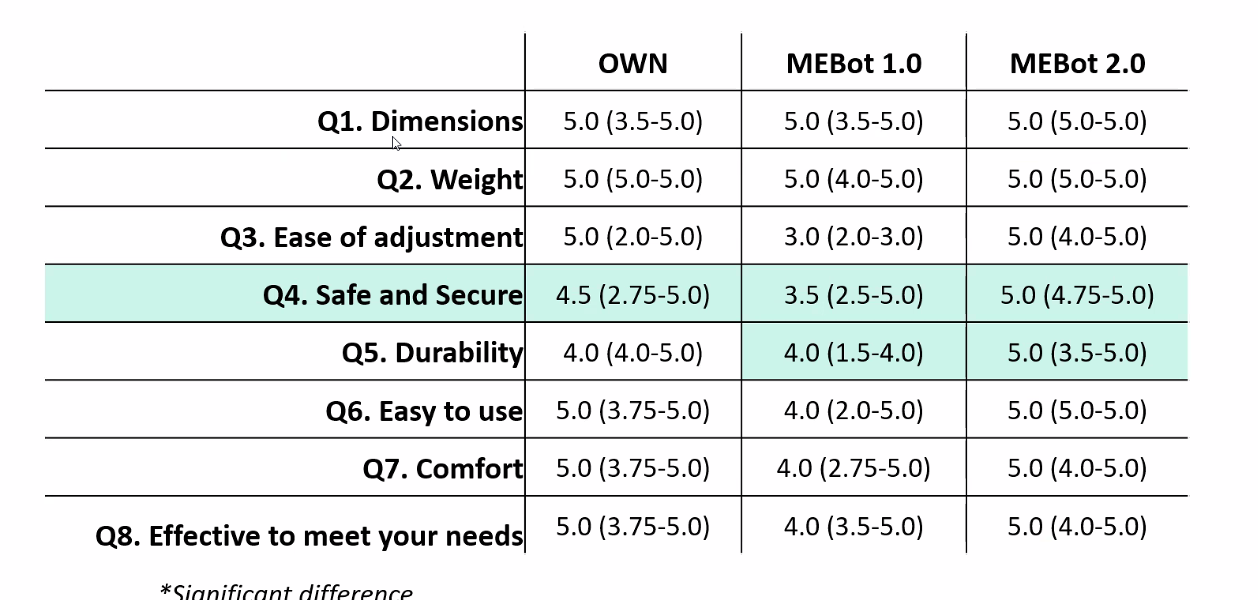 OWN MEBot 1.0 MEBot 2.0
Q1. Dimensions 5.0 (3.5-5.0) 5.0 (3.5-5.0) 5.0 (5.0-5.0)
Q2. Weight 5.0 (5.0-5.0) 5.0 (4.0-5.0) 5.0 (5.0-5.0)
Q3. Ease of adjustment 5.0 (2.0-5.0) 3.0 (2.0-3.0) 5.0 (4.0-5.0)
Q4. Safe and Secure 4.5 (2.75-5.0) 3.5 (2.5-5.0) 5.0 (4.75-5.0)
Q5. Durability 4.0 (4.0-5.0) 4.0 (1.5-4.0) 5.0 (3.5-5.0)
Q6. Easy to use 5.0 (3.75-5.0) 4.0 (2.0-5.0) 5.0 (5.0-5.0)
Q7. Comfort 5.0 (3.75-5.0) 4.0 (2.75-5.0) 5.0 (4.0-5.0)
Q8. Effective to meet your needs 5.0 (3.75-5.0) 4.0 (3.5-5.0) 5.0 (4.0-5.0)
*Significant difference